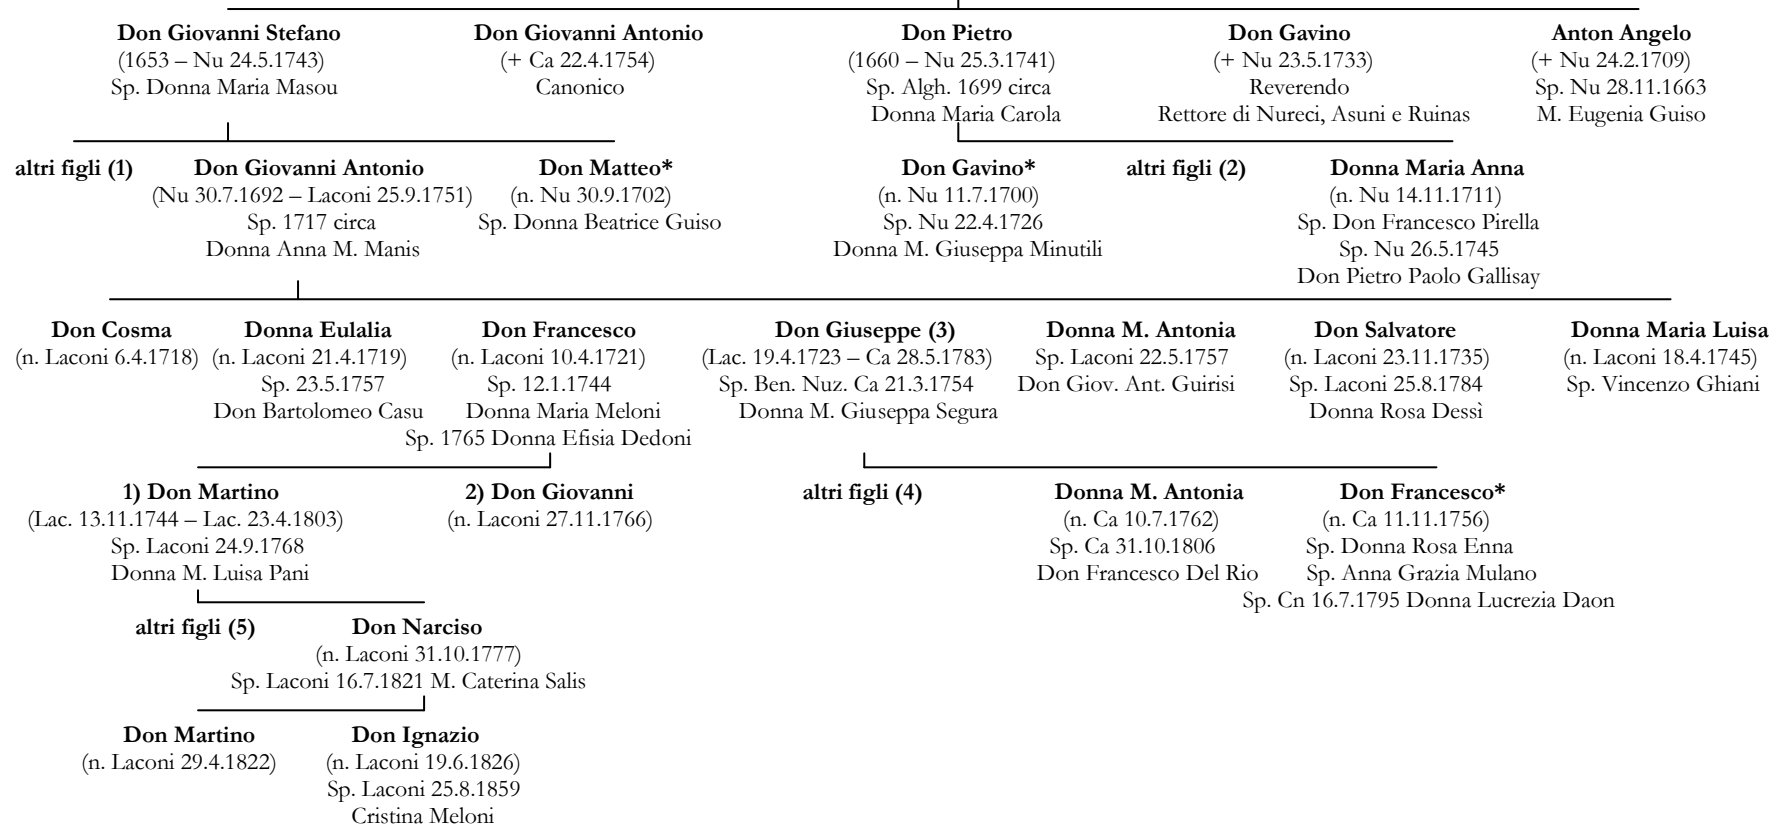 Don Giovanni Stefano
(1653 – Nu 24.5.1743)
Sp. Donna Maria Masou
Don Giovanni Antonio
(+ Ca 22.4.1754)
Canonico
Don Pietro
(1660 – Nu 25.3.1741)
Sp. Algh. 1699 circa
Donna Maria Carola
Don Gavino
(+ Nu 23.5.1733)
Reverendo
Rettore di Nureci, Asuni e Ruinas
Anton Angelo
(+ Nu 24.2.1709)
Sp. Nu 28.11.1663
M. Eugenia Guiso
altri figli (1)
Don Giovanni Antonio
(Nu 30.7.1692 – Laconi 25.9.1751)
Sp. 1717 circa
Donna Anna M. Manis
Don Matteo*
(n. Nu 30.9.1702)
Sp. Donna Beatrice Guiso
Don Gavino*
(n. Nu 11.7.1700)
Sp. Nu 22.4.1726
Donna M. Giuseppa Minutili
altri figli (2)
Donna Maria Anna
(n. Nu 14.11.1711)
Sp. Don Francesco Pirella
Sp. Nu 26.5.1745
Don Pietro Paolo Gallisay
Don Cosma
(n. Laconi 6.4.1718)
Donna Eulalia
(n. Laconi 21.4.1719)
Sp. 23.5.1757
Don Bartolomeo Casu
Don Francesco
(n. Laconi 10.4.1721)
Sp. 12.1.1744
Donna Maria Meloni
Sp. 1765 Donna Efisia Dedoni
Don Giuseppe (3)
(Lac. 19.4.1723 – Ca 28.5.1783)
Sp. Ben. Nuz. Ca 21.3.1754
Donna M. Giuseppa Segura
Donna M. Antonia
Sp. Laconi 22.5.1757
Don Giov. Ant. Guirisi
Don Salvatore
(n. Laconi 23.11.1735)
Sp. Laconi 25.8.1784
Donna Rosa Dessì
Donna Maria Luisa
(n. Laconi 18.4.1745)
Sp. Vincenzo Ghiani
1) Don Martino
(Lac. 13.11.1744 – Lac. 23.4.1803)
Sp. Laconi 24.9.1768
Donna M. Luisa Pani
2) Don Giovanni
(n. Laconi 27.11.1766)
altri figli (4)
Donna M. Antonia
(n. Ca 10.7.1762)
Sp. Ca 31.10.1806
Don Francesco Del Rio
Don Francesco*
(n. Ca 11.11.1756)
Sp. Donna Rosa Enna
Sp. Anna Grazia Mulano
Sp. Cn 16.7.1795 Donna Lucrezia Daon
altri figli (5)
Don Narciso
(n. Laconi 31.10.1777)
Sp. Laconi 16.7.1821 M. Caterina Salis
Don Martino
(n. Laconi 29.4.1822)
Don Ignazio
(n. Laconi 19.6.1826)
Sp. Laconi 25.8.1859
Cristina Meloni